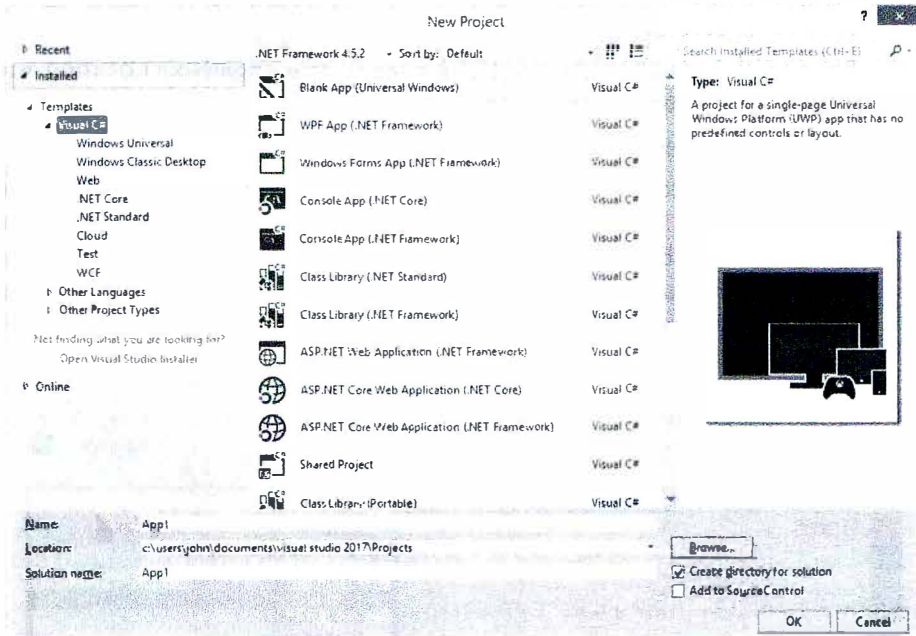 New Project
?
Recent
Installed
Templates
Visual C#
Windows Universal
Windows Classic Desktop
Web
.NET Core
.NET Standard
Cloud
Test
WCF
Other Languages
Other Project Types
Not finding what you are looking for?
Open Visual Studio Installer
Online
.NET Framework 4.5.2 Sort by: Default
Blank App (Universal Windows) Visual C#
WPF App (.NET Framework) Visual C#
Windows Forms App (.NET Framework) Visual C#
Console App (.NET Core) Visual C#
Console App (.NET Framework) Visual C#
Class Library (.NET Standard) Visual C#
Class Library (.NET Framework) Visual C#
ASP.NET Web Application (.NET Framework) Visual C#
ASP.NET Core Web Application (.NET Core) Visual C#
ASP.NET Core Web Application (.NET Framework) Visual C#
Shared Project Visual C#
Class Library (Portable) Visual C#
Search Installed Templates (Ctrl+E)
Type: Visual C#
A project for a single-page Universal
Windows Platform (UWP) app that has no
predefined controls or layout.
Name: App1
Location: c:\users\john\documents\visual studio 2017\Projects
Solution name: App1
Browse...
Create directory for solution
Add to Source Control
OK Cancel